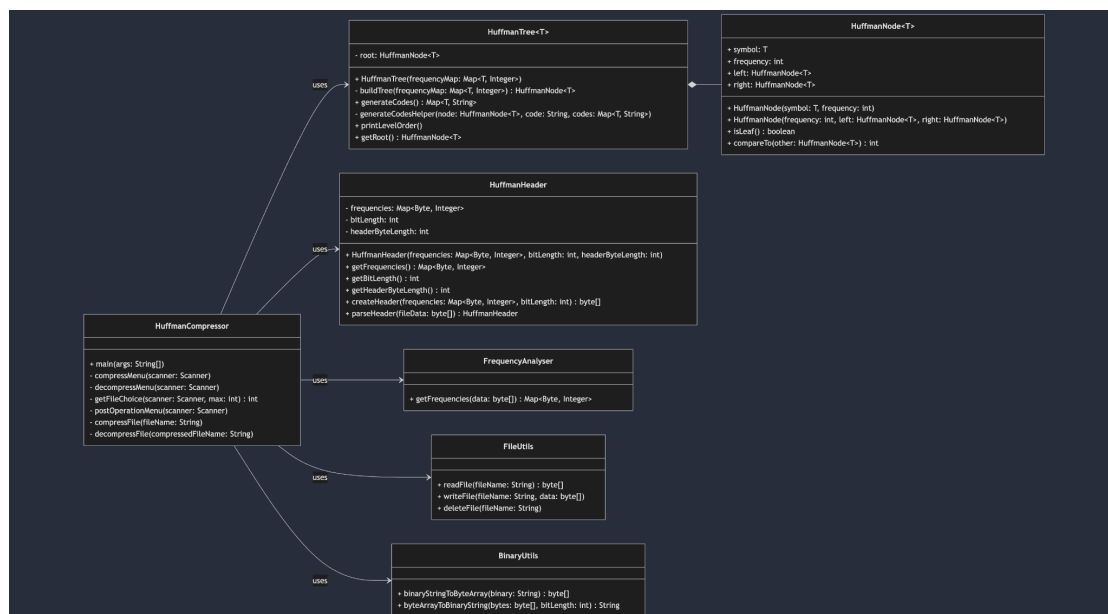 HuffmanTree<T>
- root: HuffmanNode<T>
+ HuffmanTree(frequencyMap: Map<T, Integer>)
- buildTree(frequencyMap: Map<T, Integer>) : HuffmanNode<T>
+ generateCodes() : Map<T, String>
- generateCodesHelper(node: HuffmanNode<T>, code: String, codes: Map<T, String>)
+ printLevelOrder()
+ getRoot() : HuffmanNode<T>
HuffmanNode<T>
+ symbol: T
+ frequency: int
+ left: HuffmanNode<T>
+ right: HuffmanNode<T>
+ HuffmanNode(symbol: T, frequency: int)
+ HuffmanNode(frequency: int, left: HuffmanNode<T>, right: HuffmanNode<T>)
+ isLeaf() : boolean
+ compareTo(other: HuffmanNode<T>) : int
uses
HuffmanHeader
- frequencies: Map<Byte, Integer>
- bitLength: int
- headerByteLength: int
+ HuffmanHeader(frequencies: Map<Byte, Integer>, bitLength: int, headerByteLength: int)
+ getFrequencies() : Map<Byte, Integer>
+ getBitLength() : int
+ getHeaderByteLength() : int
+ createHeader(frequencies: Map<Byte, Integer>, bitLength: int) : byte[]
+ parseHeader(fileData: byte[]) : HuffmanHeader
uses
HuffmanCompressor
+ main(args: String[])
- compressMenu(scanner: Scanner)
- decompressMenu(scanner: Scanner)
- getFileChoice(scanner: Scanner, max: int) : int
- postOperationMenu(scanner: Scanner)
- compressFile(fileName: String)
- decompressFile(compressedFileName: String)
uses
FrequencyAnalyser
+ getFrequencies(data: byte[]) : Map<Byte, Integer>
uses
FileUtils
+ readFile(fileName: String) : byte[]
+ writeFile(fileName: String, data: byte[])
+ deleteFile(fileName: String)
uses
BinaryUtils
+ binaryStringToByteArray(binary: String) : byte[]
+ byteArrayToBinaryString(bytes: byte[], bitLength: int) : String